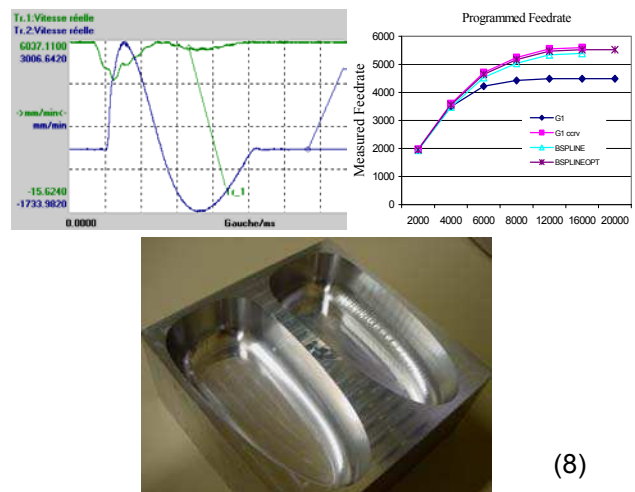 Tr.1:Vitesse réelle
Tr.2:Vitesse réelle
6037.1100
3006.6420
->mm/min<-
mm/min
-15.6240
-1733.9820
Tr_1
0.0000
Gauche/ms
Programmed Feedrate
Measured Feedrate
6000
5000
4000
3000
2000
1000
0
G1
G1 ccrv
BSPLINE
BSPLINEOPT
2000 4000 6000 8000 12000 16000 20000
(8)